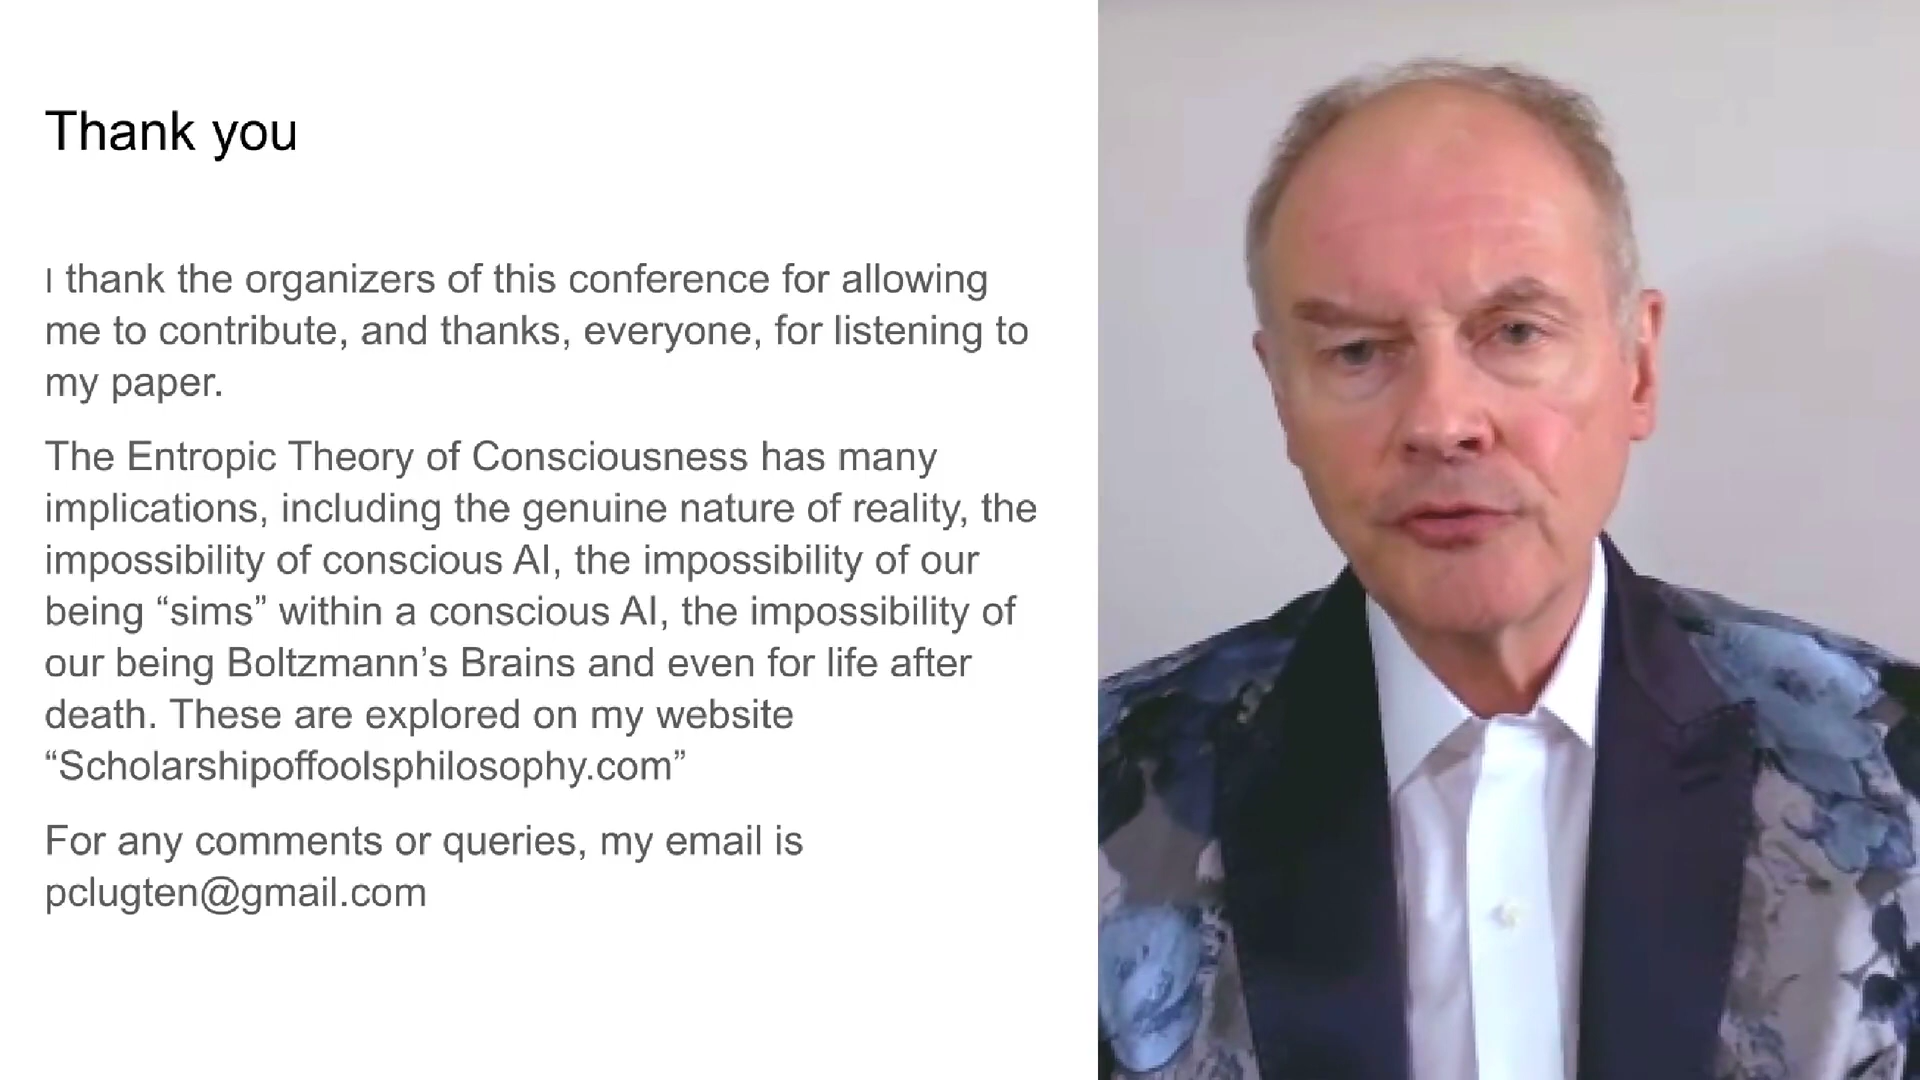 Thank you
I thank the organizers of this conference for allowing
me to contribute, and thanks, everyone, for listening to
my paper.
The Entropic Theory of Consciousness has many
implications, including the genuine nature of reality, the
impossibility of conscious AI, the impossibility of our
being “sims” within a conscious AI, the impossibility of
our being Boltzmann’s Brains and even for life after
death. These are explored on my website
“Scholarshipoffoolsphilosophy.com”
For any comments or queries, my email is
pclugten@gmail.com